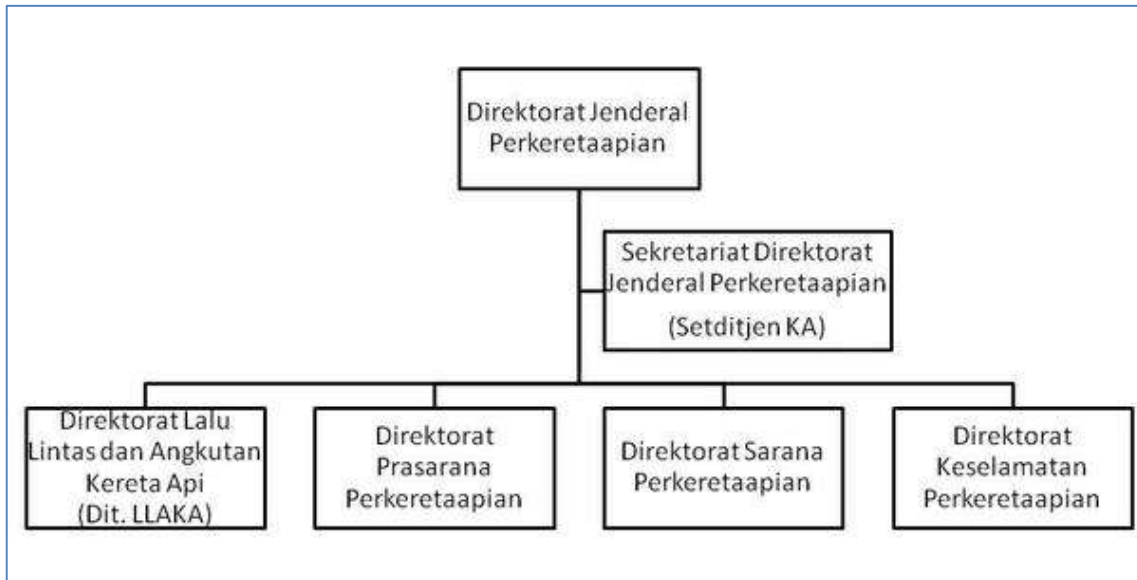 Direktorat Jenderal
Perkeretaapian
Sekretariat Direktorat
Jenderal Perkeretaapian
(Setditjen KA)
Direktorat Lalu
Lintas dan Angkutan
Kereta Api
(Dit. LLAKA)
Direktorat
Prasarana
Perkeretaapian
Direktorat Sarana
Perkeretaapian
Direktorat
Keselamatan
Perkeretaapian